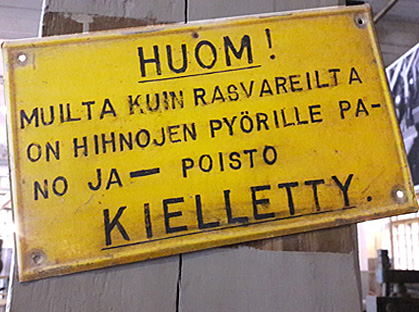 HUOM!
MUILTA KUIN RASVAREILTA
ON HIHNOJEN PYÖRILLE PA-
NO JA— POISTO
KIELLETTY.